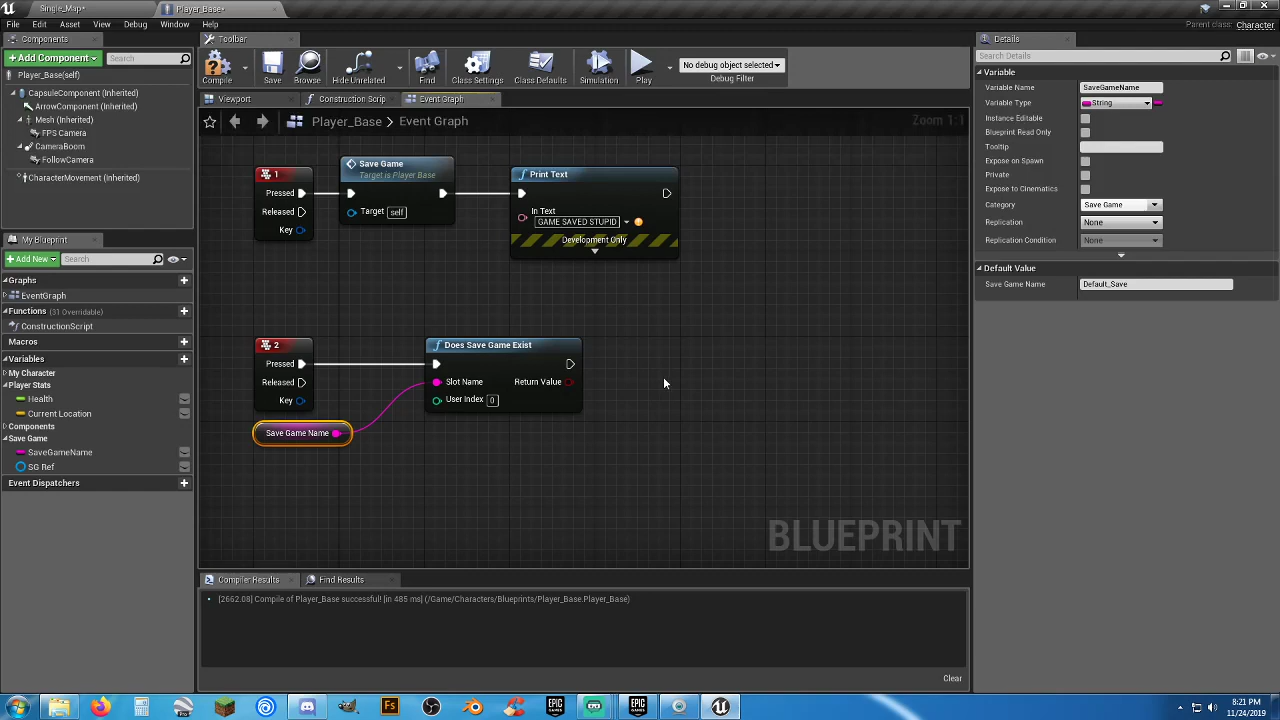 Single_Map*
Player_Base*
File Edit Asset View Debug Window Help
Parent class: Character
Components
+ Add Component
Search
Player_Base(self)
CapsuleComponent (Inherited)
ArrowComponent (Inherited)
Mesh (Inherited)
FPS Camera
CameraBoom
FollowCamera
CharacterMovement (Inherited)
My Blueprint
+ Add New
Search
Graphs
EventGraph
Functions (31 Overridable)
ConstructionScript
Macros
Variables
My Character
Player Stats
Health
Current Location
Components
Save Game
SaveGameName
SG Ref
Event Dispatchers
Toolbar
Compile
Save
Browse
Hide Unrelated
Find
Class Settings
Class Defaults
Simulation
Play
No debug object selected
Debug Filter
Viewport
Construction Scrip
Event Graph
Player_Base > Event Graph
Zoom 1:1
1
Pressed
Released
Key
Save Game
Target is Player Base
Target self
Print Text
In Text
GAME SAVED STUPID
Development Only
2
Pressed
Released
Key
Does Save Game Exist
Slot Name Return Value
User Index 0
Save Game Name
BLUEPRINT
Compiler Results
Find Results
[2662.08] Compile of Player_Base successful! [in 485 ms] (/Game/Characters/Blueprints/Player_Base.Player_Base)
Clear
Details
Search Details
Variable
Variable Name SaveGameName
Variable Type String
Instance Editable
Blueprint Read Only
Tooltip
Expose on Spawn
Private
Expose to Cinematics
Category Save Game
Replication None
Replication Condition None
Default Value
Save Game Name Default_Save
Fs
EPIC GAMES
EPIC GAMES
8:21 PM
11/24/2019